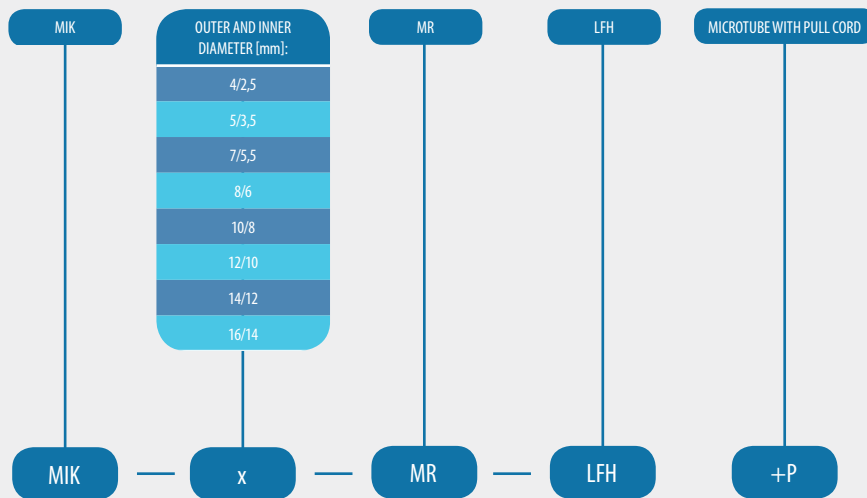 MIK
OUTER AND INNER
DIAMETER [mm]:
MR
LFH
MICROTUBE WITH PULL CORD
4/2,5
5/3,5
7/5,5
8/6
10/8
12/10
14/12
16/14
MIK — x — MR — LFH +P